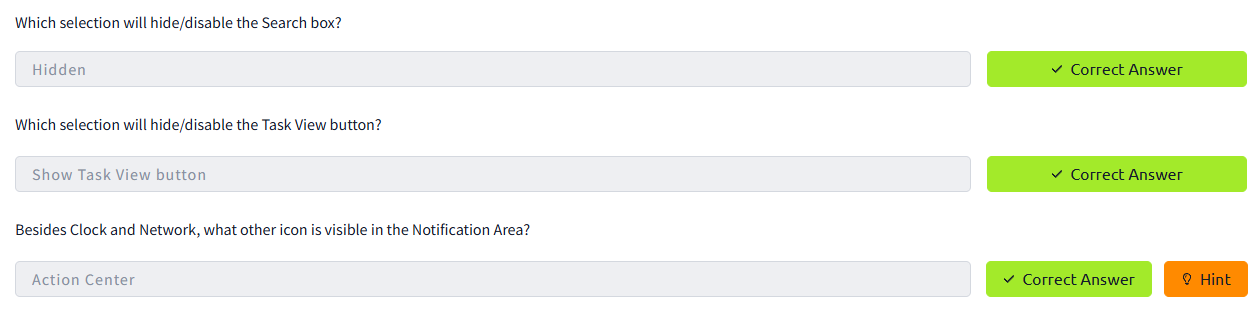 Which selection will hide/disable the Search box?
Hidden
Correct Answer
Which selection will hide/disable the Task View button?
Show Task View button
Correct Answer
Besides Clock and Network, what other icon is visible in the Notification Area?
Action Center
Correct Answer
Hint